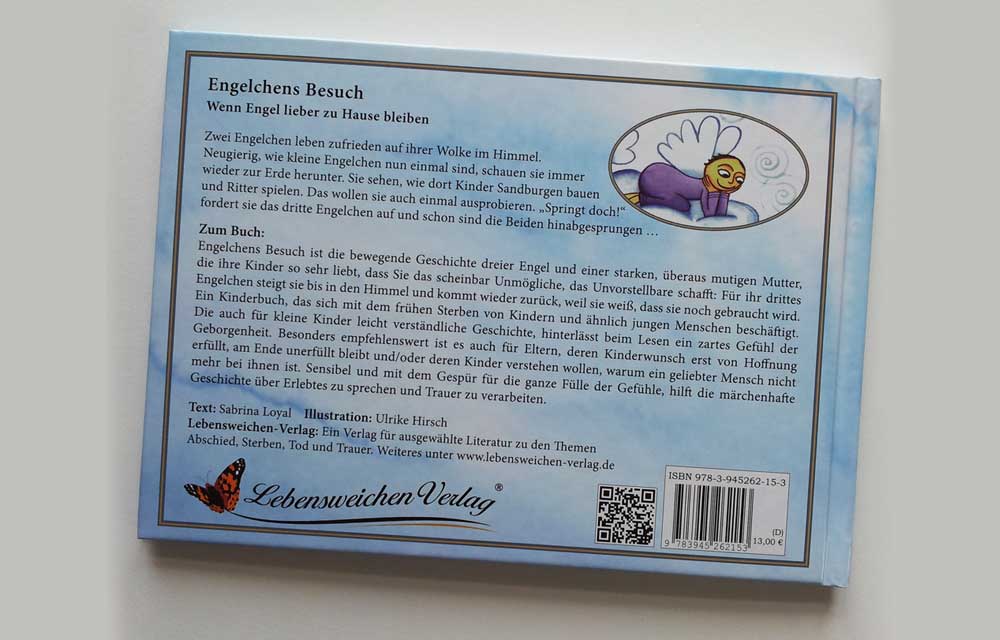 Engelchens Besuch
Wenn Engel lieber zu Hause bleiben
Zwei Engelchen leben zufrieden auf ihrer Wolke im Himmel.
Neugierig, wie kleine Engelchen nun einmal sind, schauen sie immer
wieder zur Erde herunter. Sie sehen, wie dort Kinder Sandburgen bauen
und Ritter spielen. Das wollen sie auch einmal ausprobieren. „Springt doch!“
fordert sie das dritte Engelchen auf und schon sind die Beiden hinabgesprungen …
Zum Buch:
Engelchens Besuch ist die bewegende Geschichte dreier Engel und einer starken, überaus mutigen Mutter,
die ihre Kinder so sehr liebt, dass Sie das scheinbar Unmögliche, das Unvorstellbare schafft: Für ihr drittes
Engelchen steigt sie bis in den Himmel und kommt wieder zurück, weil sie weiß, dass sie noch gebraucht wird.
Ein Kinderbuch, das sich mit dem frühen Sterben von Kindern und ähnlich jungen Menschen beschäftigt.
Die auch für kleine Kinder leicht verständliche Geschichte, hinterlässt beim Lesen ein zartes Gefühl der
Geborgenheit. Besonders empfehlenswert ist es auch für Eltern, deren Kinderwunsch erst von Hoffnung
erfüllt, am Ende unerfüllt bleibt und/oder deren Kinder verstehen wollen, warum ein geliebter Mensch nicht
mehr bei ihnen ist. Sensibel und mit dem Gespür für die ganze Fülle der Gefühle, hilft die märchenhafte
Geschichte über Erlebtes zu sprechen und Trauer zu verarbeiten.
Text: Sabrina Loyal Illustration: Ulrike Hirsch
Lebensweichen-Verlag: Ein Verlag für ausgewählte Literatur zu den Themen
Abschied, Sterben, Tod und Trauer. Weiteres unter www.lebensweichen-verlag.de
Lebensweichen Verlag ®
ISBN 978-3-945262-15-3
(D)
13,00 €
9 783945 262153